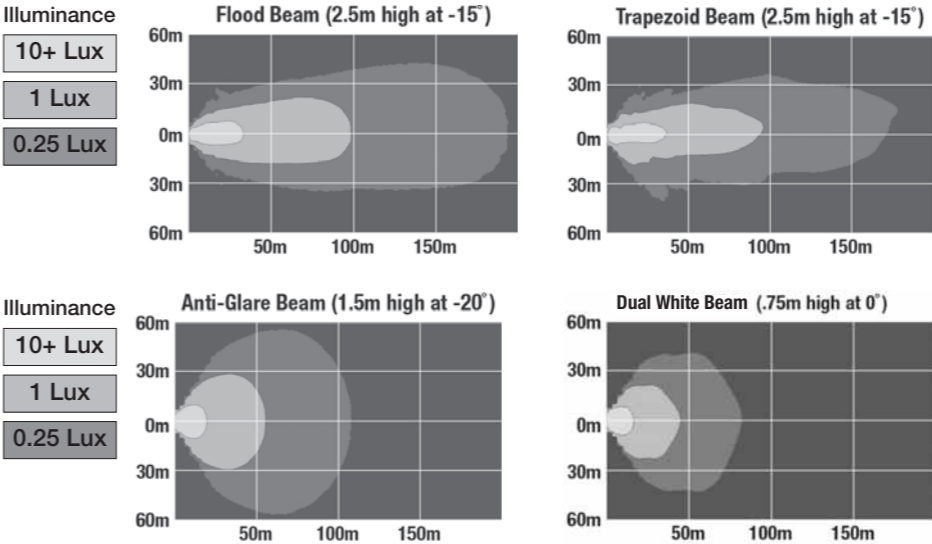 Illuminance
10+ Lux
1 Lux
0.25 Lux
Flood Beam (2.5m high at -15°)
60m
30m
0m
30m
60m
50m 100m 150m
Trapezoid Beam (2.5m high at -15°)
60m
30m
0m
30m
60m
50m 100m 150m
Illuminance
10+ Lux
1 Lux
0.25 Lux
Anti-Glare Beam (1.5m high at -20°)
60m
30m
0m
30m
60m
50m 100m 150m
Dual White Beam (.75m high at 0°)
60m
30m
0m
30m
60m
50m 100m 150m